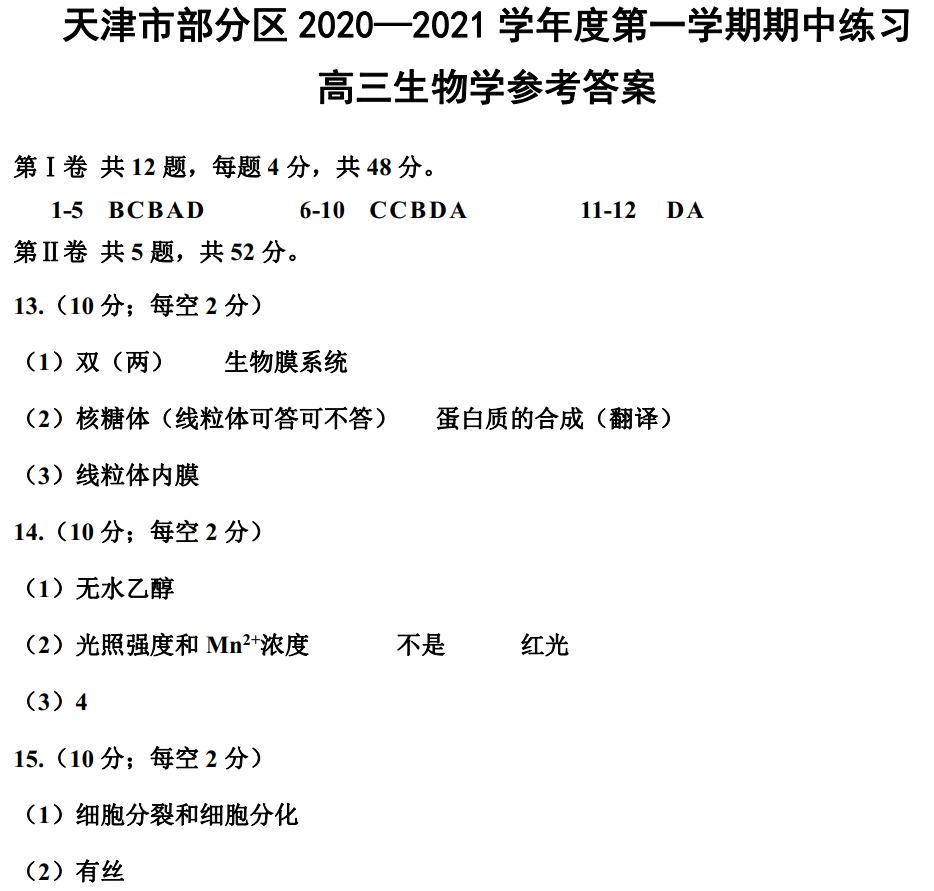 天津市部分区 2020—2021 学年度第一学期期中练习
高三生物学参考答案
第Ⅰ卷 共 12 题，每题 4 分，共 48 分。
1-5 BCBAD 6-10 CCBDA 11-12 DA
第Ⅱ卷 共 5 题，共 52 分。
13.（10 分；每空 2 分）
（1）双（两） 生物膜系统
（2）核糖体（线粒体可答可不答） 蛋白质的合成（翻译）
（3）线粒体内膜
14.（10 分；每空 2 分）
（1）无水乙醇
（2）光照强度和 Mn²⁺浓度 不是 红光
（3）4
15.（10 分；每空 2 分）
（1）细胞分裂和细胞分化
（2）有丝